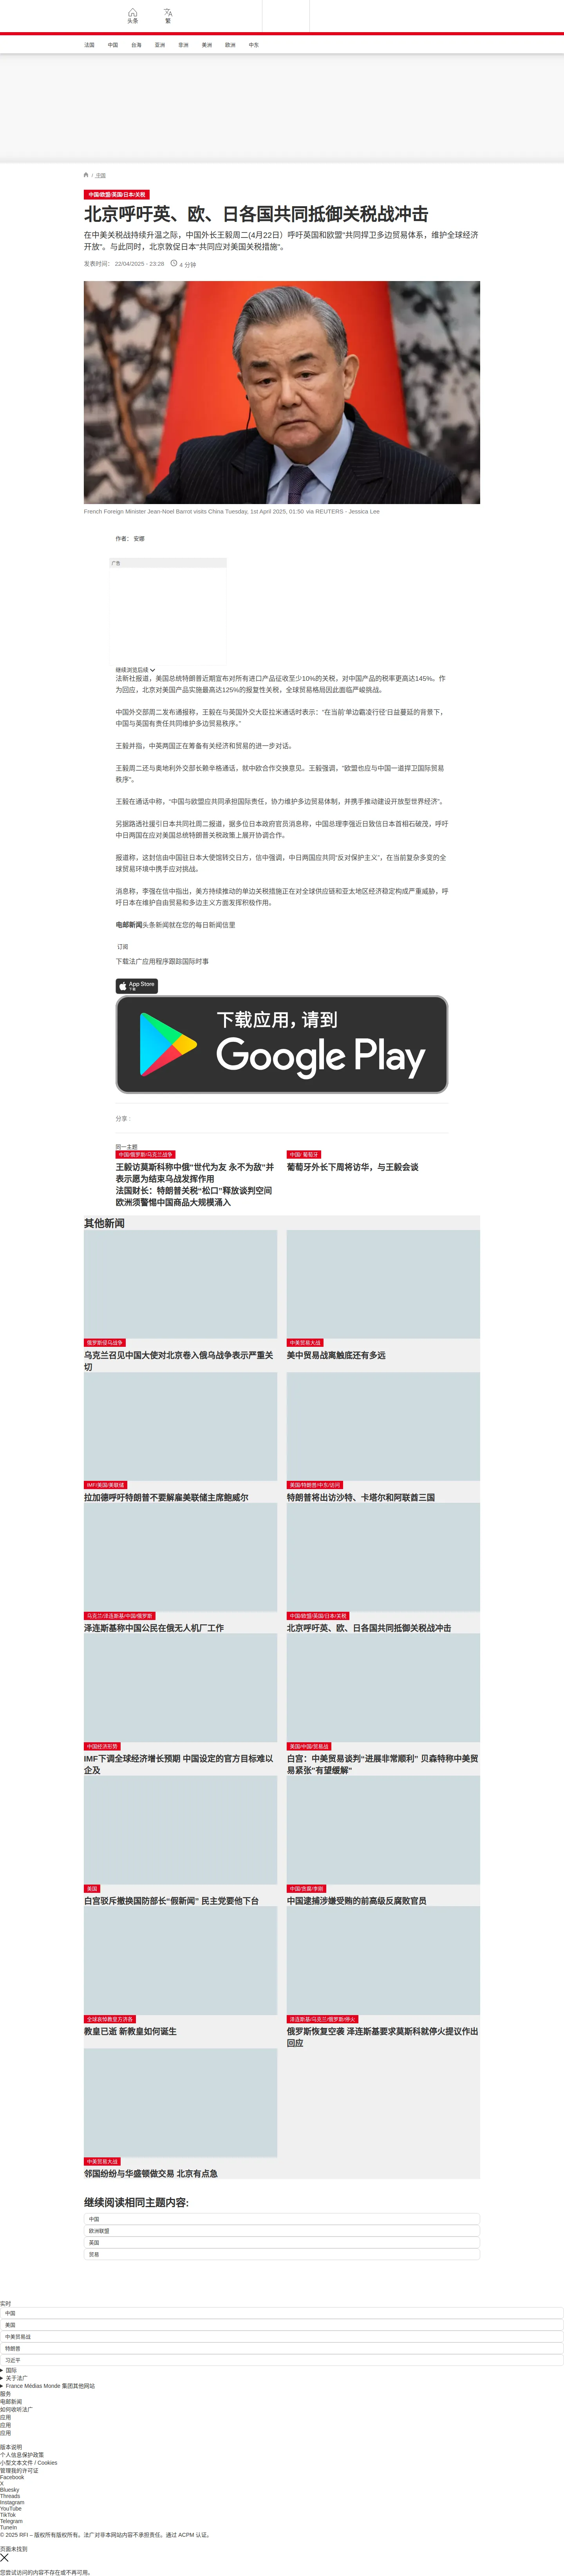 头条
繁
法国
中国
台海
亚洲
非洲
美洲
欧洲
中东
/ 中国
中国/欧盟/英国/日本/关税
北京呼吁英、欧、日各国共同抵御关税战冲击
在中美关税战持续升温之际，中国外长王毅周二(4月22日）呼吁英国和欧盟"共同捍卫多边贸易体系，维护全球经济
开放"。与此同时，北京敦促日本"共同应对美国关税措施"。
发表时间： 22/04/2025 - 23:28
4 分钟
French Foreign Minister Jean-Noel Barrot visits China Tuesday, 1st April 2025, 01:50 via REUTERS - Jessica Lee
作者： 安娜
广告
继续浏览后续
法新社报道，美国总统特朗普近期宣布对所有进口产品征收至少10%的关税，对中国产品的税率更高达145%。作
为回应，北京对美国产品实施最高达125%的报复性关税，全球贸易格局因此面临严峻挑战。
中国外交部周二发布通报称，王毅在与英国外交大臣拉米通话时表示："在当前'单边霸凌行径'日益蔓延的背景下，
中国与英国有责任共同维护多边贸易秩序。"
王毅并指，中英两国正在筹备有关经济和贸易的进一步对话。
王毅周二还与奥地利外交部长赖辛格通话，就中欧合作交换意见。王毅强调，"欧盟也应与中国一道捍卫国际贸易
秩序"。
王毅在通话中称，"中国与欧盟应共同承担国际责任，协力维护多边贸易体制，并携手推动建设开放型世界经济"。
另据路透社援引日本共同社周二报道，据多位日本政府官员消息称，中国总理李强近日致信日本首相石破茂，呼吁
中日两国在应对美国总统特朗普关税政策上展开协调合作。
报道称，这封信由中国驻日本大使馆转交日方，信中强调，中日两国应共同"反对保护主义"，在当前复杂多变的全
球贸易环境中携手应对挑战。
消息称，李强在信中指出，美方持续推动的单边关税措施正在对全球供应链和亚太地区经济稳定构成严重威胁，呼
吁日本在维护自由贸易和多边主义方面发挥积极作用。
电邮新闻头条新闻就在您的每日新闻信里
订阅
下载法广应用程序跟踪国际时事
App Store
下载
下载应用，请到
Google Play
分享 :
同一主题
中国/俄罗斯/乌克兰战争
王毅访莫斯科称中俄"世代为友 永不为敌"并
表示愿为结束乌战发挥作用
法国财长：特朗普关税"松口"释放谈判空间
欧洲须警惕中国商品大规模涌入
中国/ 葡萄牙
葡萄牙外长下周将访华，与王毅会谈
其他新闻
俄罗斯侵乌战争
乌克兰召见中国大使对北京卷入俄乌战争表示严重关
切
中美贸易大战
美中贸易战离触底还有多远
IMF/美国/美联储
拉加德呼吁特朗普不要解雇美联储主席鲍威尔
美国/特朗普/中东/访问
特朗普将出访沙特、卡塔尔和阿联酋三国
乌克兰/泽连斯基/中国/俄罗斯
泽连斯基称中国公民在俄无人机厂工作
中国/欧盟/英国/日本/关税
北京呼吁英、欧、日各国共同抵御关税战冲击
中国经济形势
IMF下调全球经济增长预期 中国设定的官方目标难以
企及
美国/中国/贸易战
白宫：中美贸易谈判"进展非常顺利" 贝森特称中美贸
易紧张"有望缓解"
美国
白宫驳斥撤换国防部长"假新闻" 民主党要他下台
中国/贪腐/李刚
中国逮捕涉嫌受贿的前高级反腐败官员
全球哀悼教皇方济各
教皇已逝 新教皇如何诞生
泽连斯基/乌克兰/俄罗斯/停火
俄罗斯恢复空袭 泽连斯基要求莫斯科就停火提议作出
回应
中美贸易大战
邻国纷纷与华盛顿做交易 北京有点急
继续阅读相同主题内容:
中国
欧洲联盟
英国
贸易
实时
中国
美国
中美贸易战
特朗普
习近平
国际
关于法广
France Médias Monde 集团其他网站
服务
电邮新闻
如何收听法广
应用
应用
应用
版本说明
个人信息保护政策
小型文本文件 / Cookies
管理我的许可证
Facebook
X
Bluesky
Threads
Instagram
YouTube
TikTok
Telegram
TuneIn
© 2025 RFI – 版权所有版权所有。法广对非本网站内容不承担责任。通过 ACPM 认证。
页面未找到
您尝试访问的内容不存在或不再可用。